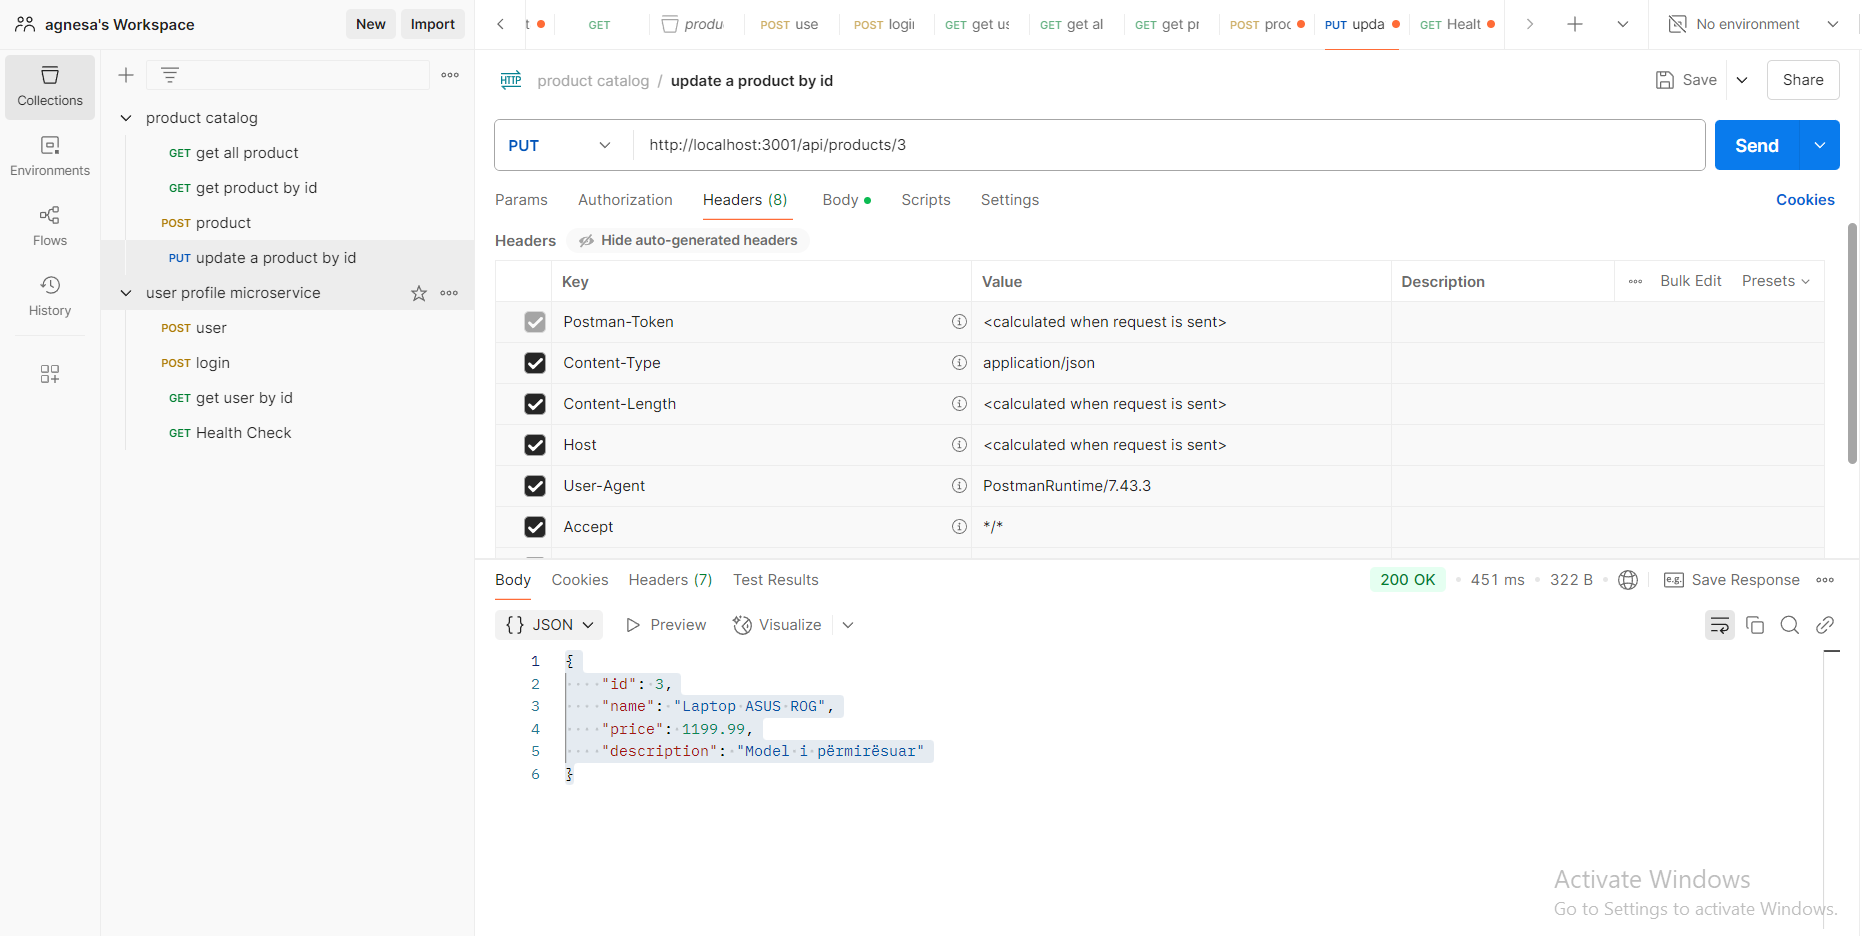 agnesa's Workspace
New
Import
t
GET
produ
POST use
POST login
GET get us
GET get al
GET get pr
POST proc
PUT upda
GET Healt
No environment
Collections
Environments
Flows
History
product catalog
GET get all product
GET get product by id
POST product
PUT update a product by id
user profile microservice
POST user
POST login
GET get user by id
GET Health Check
HTTP
product catalog / update a product by id
Save
Share
PUT
http://localhost:3001/api/products/3
Send
Params
Authorization
Headers (8)
Body
Scripts
Settings
Cookies
Headers
Hide auto-generated headers
Key
Value
Description
Bulk Edit
Presets
Postman-Token
<calculated when request is sent>
Content-Type
application/json
Content-Length
<calculated when request is sent>
Host
<calculated when request is sent>
User-Agent
PostmanRuntime/7.43.3
Accept
*/*
Body
Cookies
Headers (7)
Test Results
200 OK
451 ms
322 B
e.g.
Save Response
{} JSON
Preview
Visualize
1 {
2 "id": 3,
3 "name": "Laptop ASUS ROG",
4 "price": 1199.99,
5 "description": "Model i përmirësuar"
6 }
Activate Windows
Go to Settings to activate Windows.